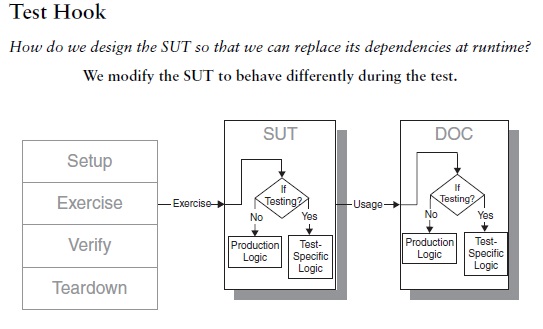 Test Hook
How do we design the SUT so that we can replace its dependencies at runtime?
We modify the SUT to behave differently during the test.
Setup
Exercise
Verify
Teardown
Exercise
SUT
If
Testing?
No
Yes
Production
Logic
Test-
Specific
Logic
Usage
DOC
If
Testing?
No
Yes
Production
Logic
Test-
Specific
Logic